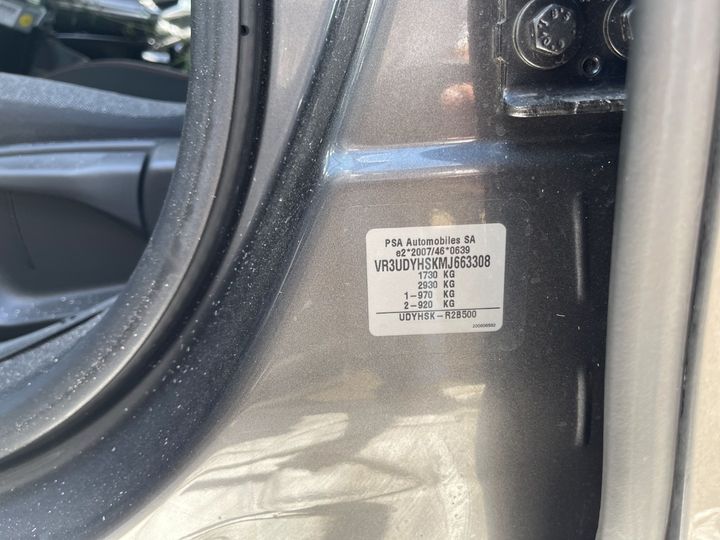 PSA Automobiles SA
e2*2007/46*0639
VR3UDYHSKMJ663308
1730 KG
2930 KG
1-970 KG
2-920 KG
UDYHSK-R2B500